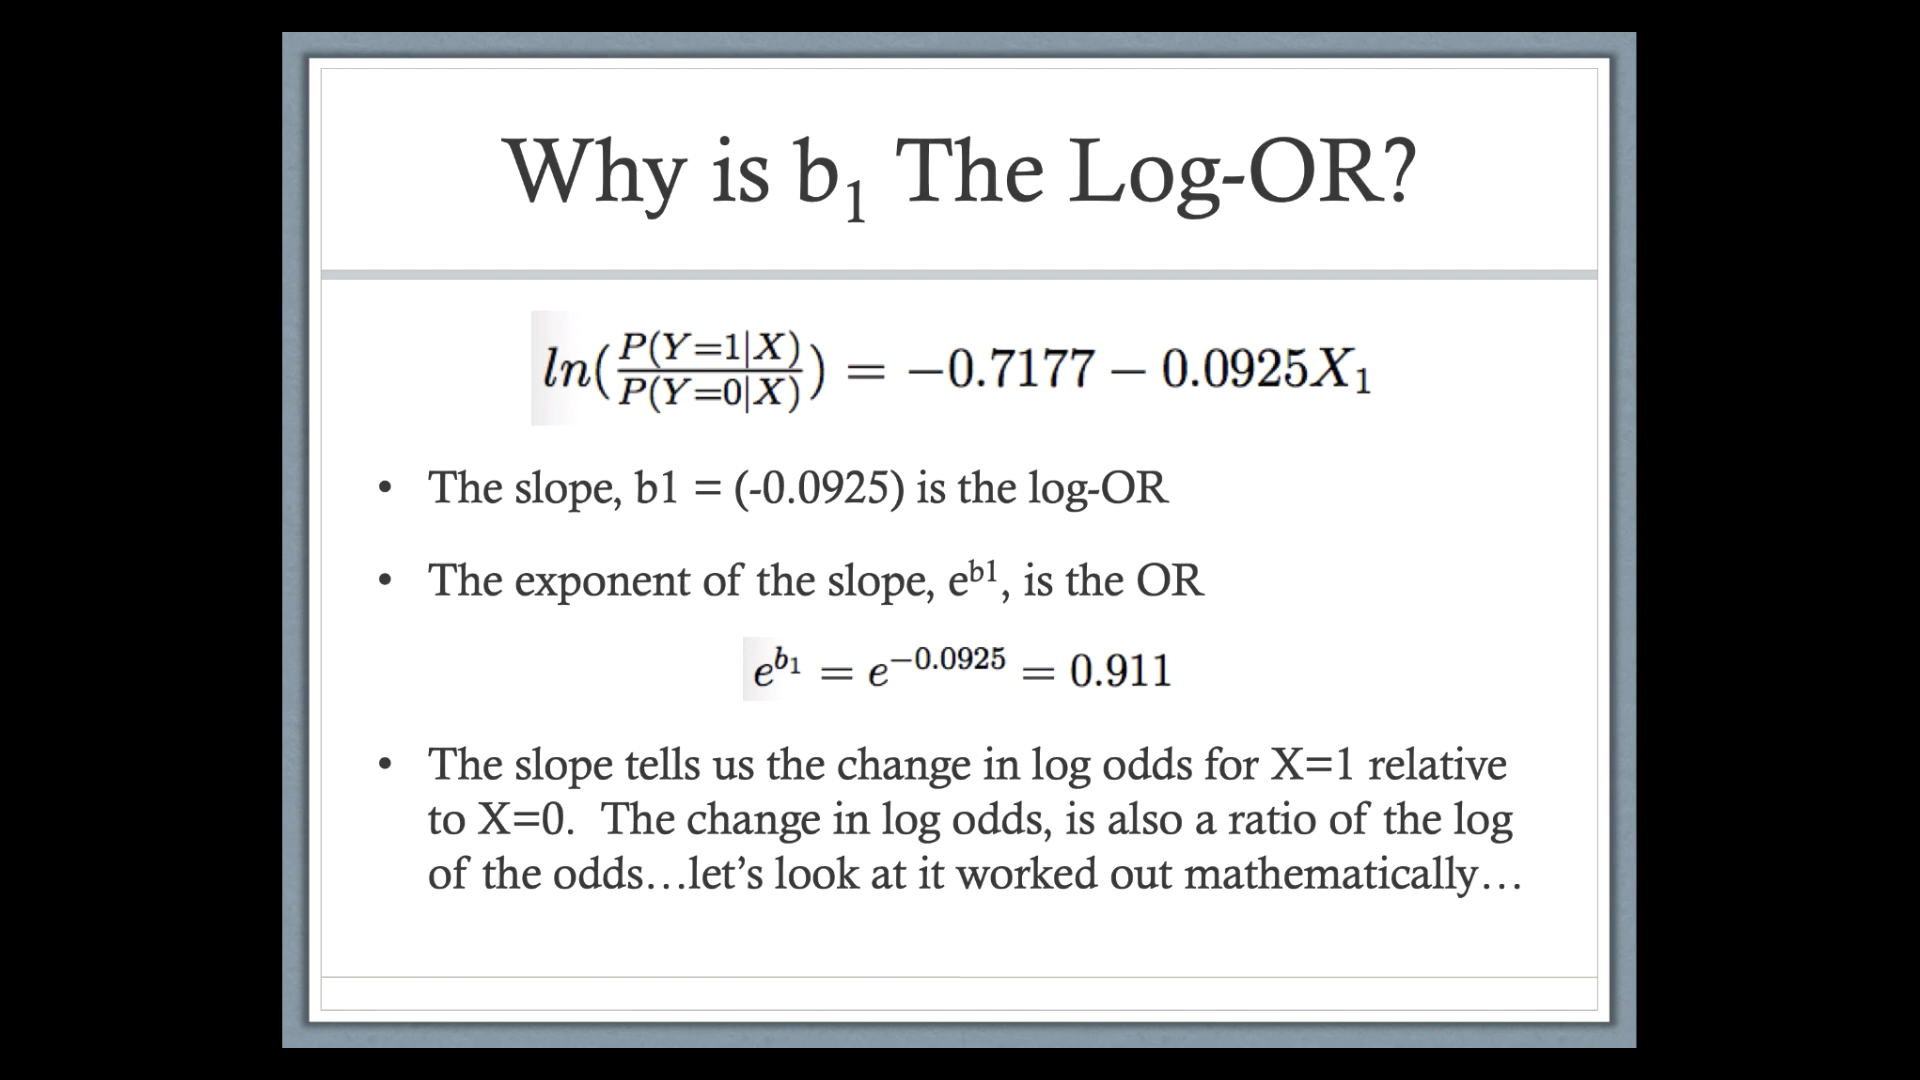 Why is b₁ The Log-OR?
ln(P(Y=1|X)/P(Y=0|X)) = −0.7177 − 0.0925X₁
• The slope, b1 = (-0.0925) is the log-OR
• The exponent of the slope, e^b1, is the OR
e^b₁ = e^−0.0925 = 0.911
• The slope tells us the change in log odds for X=1 relative
to X=0.  The change in log odds, is also a ratio of the log
of the odds…let’s look at it worked out mathematically…